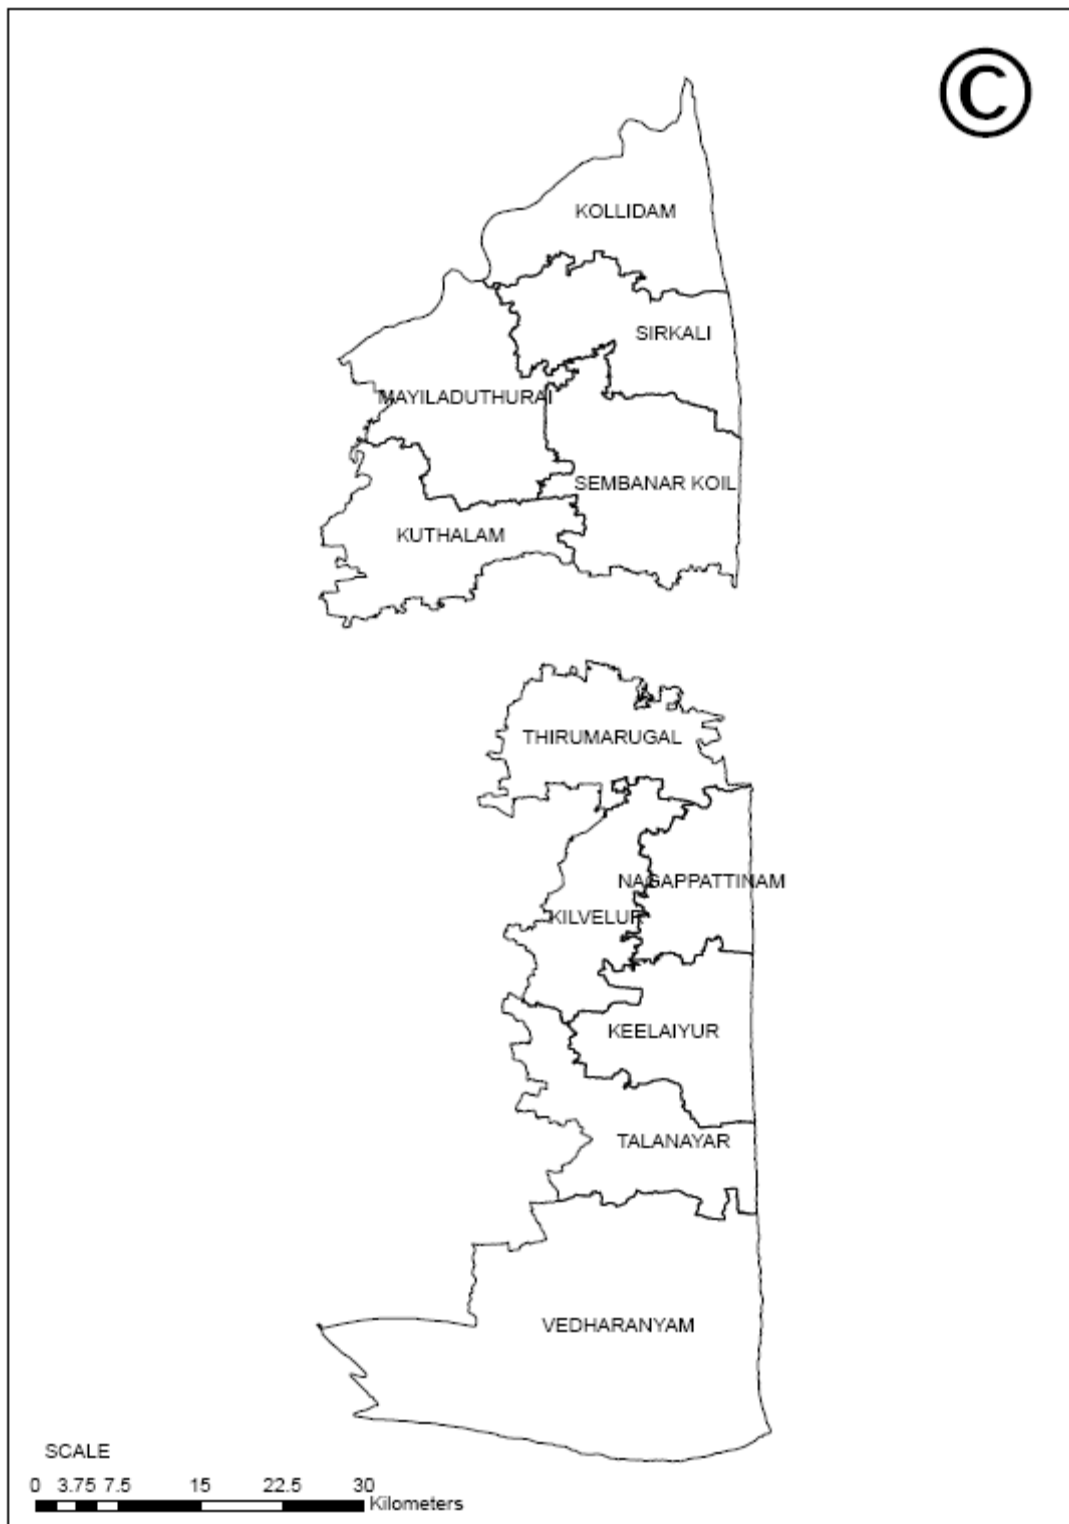 ©
KOLLIDAM
SIRKALI
MAYILADUTHURAI
SEMBANAR KOIL
KUTHALAM
THIRUMARUGAL
NAGAPPATTINAM
KILVELUR
KEELAIYUR
TALANAYAR
VEDHARANYAM
SCALE
0 3.75 7.5 15 22.5 30
Kilometers